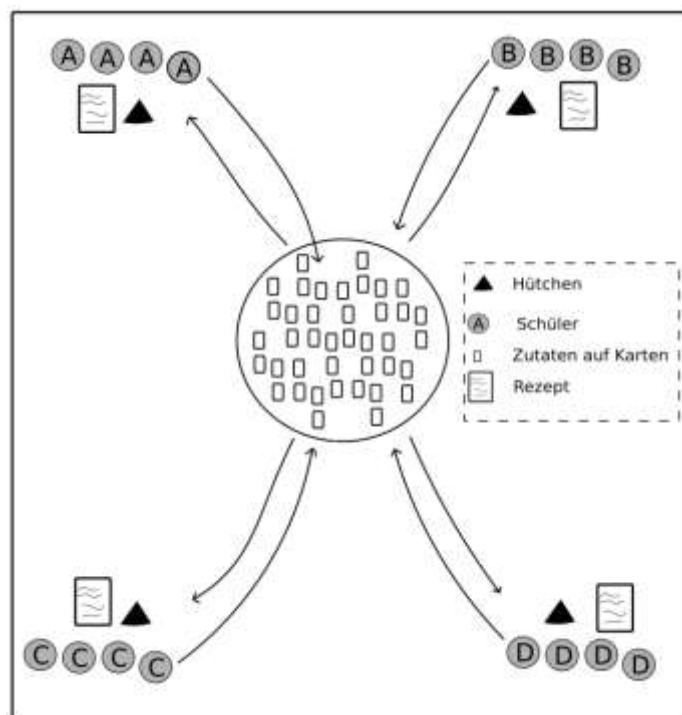 A A A A
B B B B
Hütchen
A Schüler
Zutaten auf Karten
Rezept
C C C C
D D D D